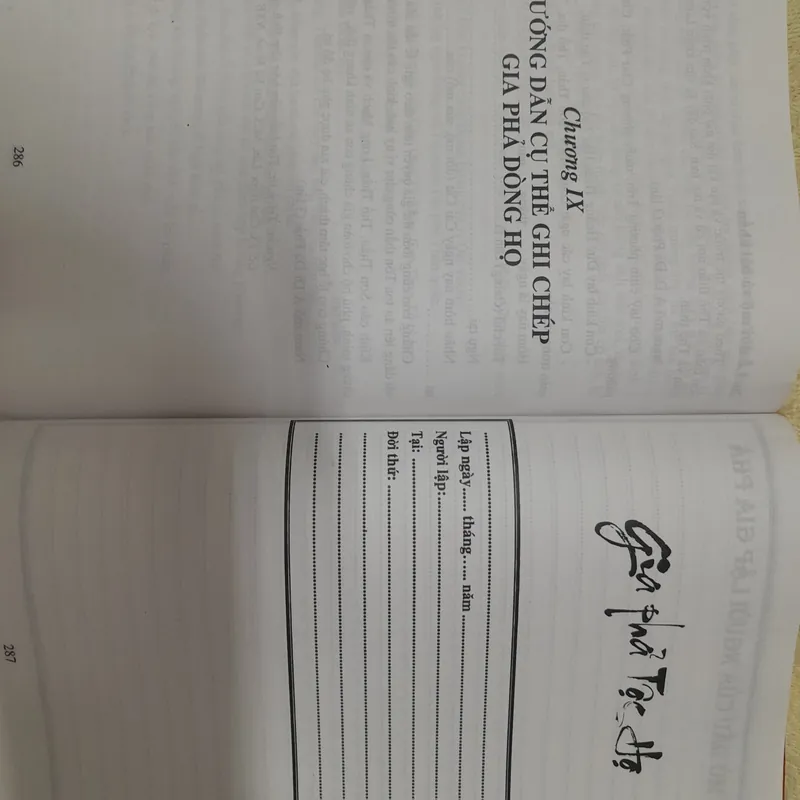 Chương IX
ƯỚNG DẪN CỤ THỂ GHI CHÉP
GIA PHẢ DÒNG HỌ
286
Gia phả Tộc Họ
Lập ngày...... tháng...... năm
Người lập:
Tại:
Đời thứ:
287